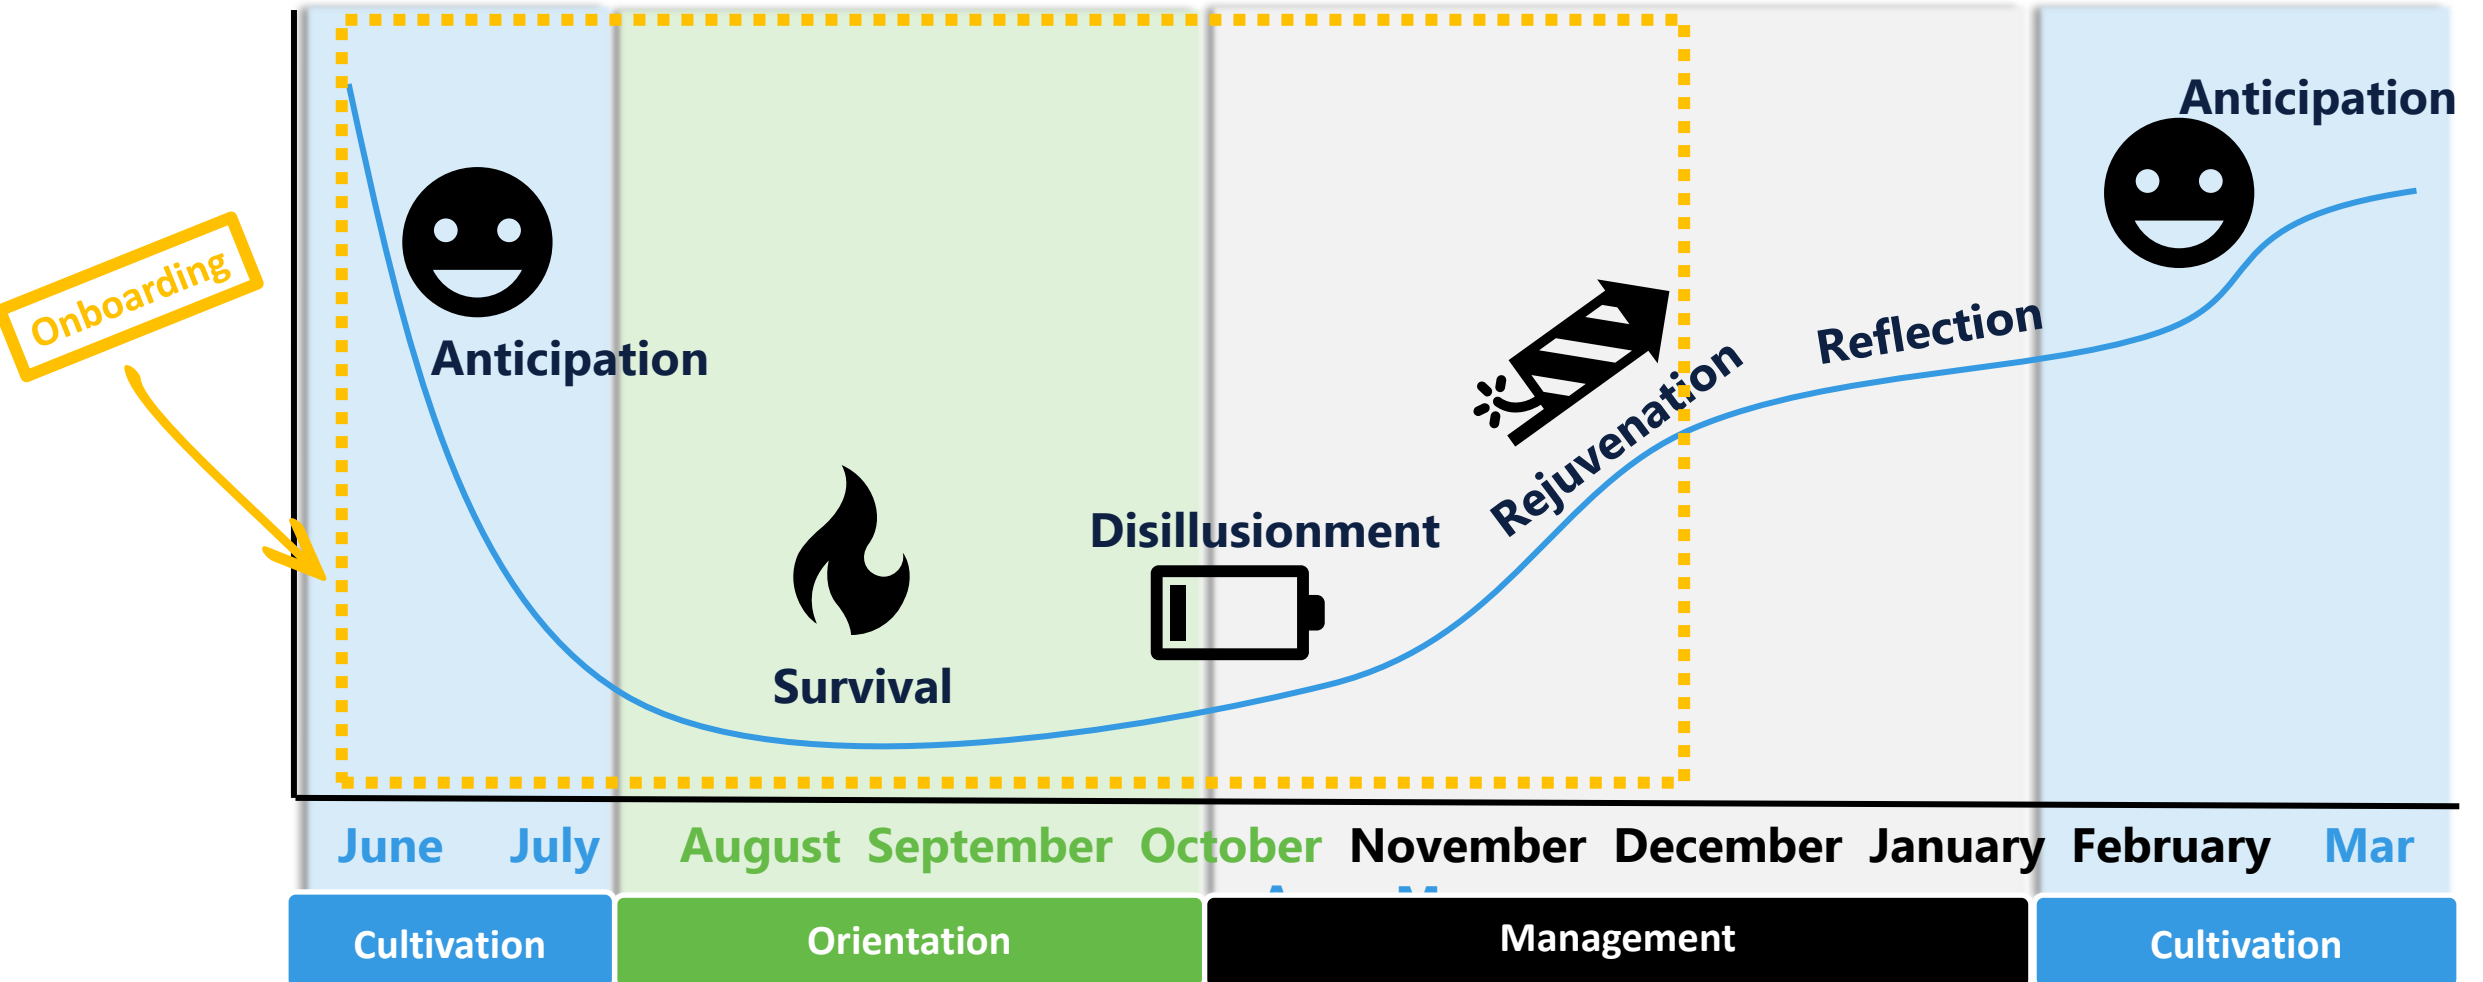 Anticipation
Onboarding
Anticipation
Reflection
Rejuvenation
Disillusionment
Survival
June July August September October November December January February Mar
Cultivation Orientation Management Cultivation